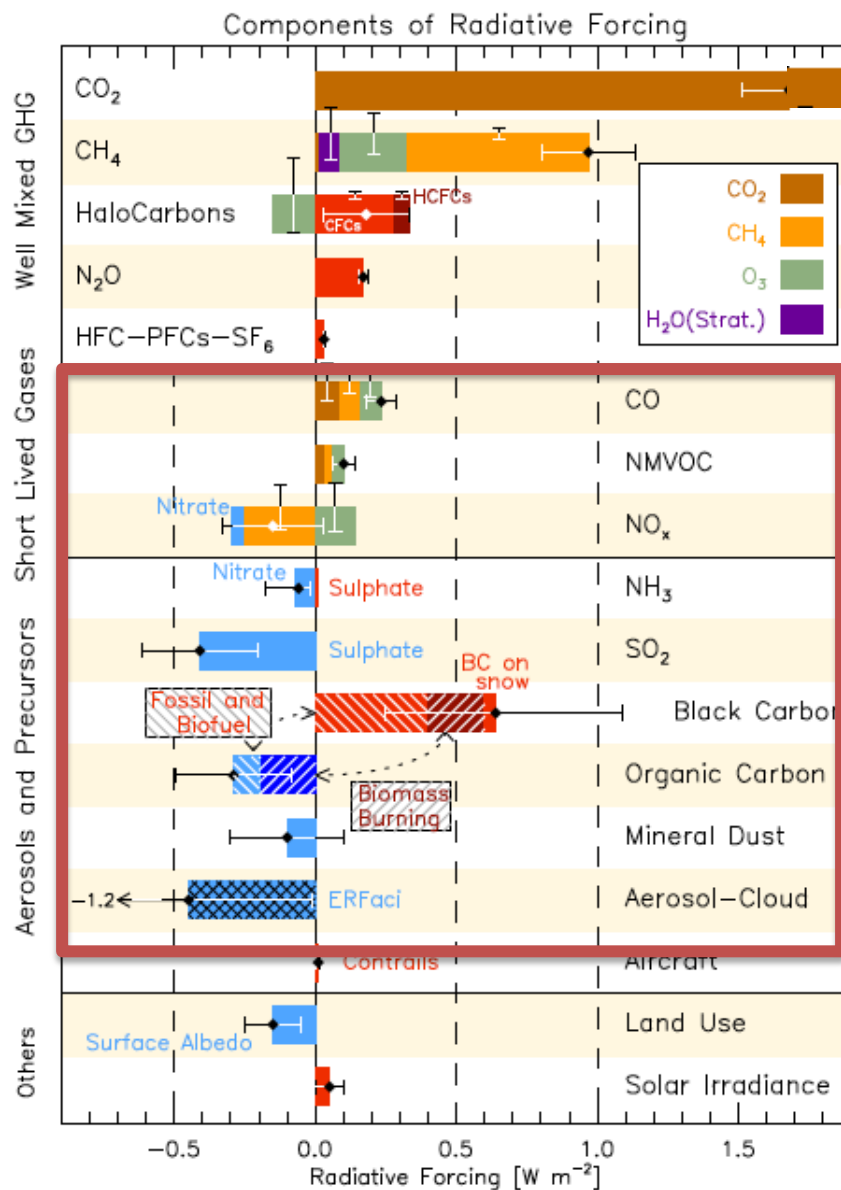 Components of Radiative Forcing
Well Mixed GHG
CO₂
CH₄
HaloCarbons
CFCs
HCFCs
N₂O
HFC-PFCs-SF₆
CO₂
CH₄
O₃
H₂O(Strat.)
Short Lived Gases
CO
NMVOC
Nitrate
NOₓ
Aerosols and Precursors
Nitrate
Sulphate
NH₃
Sulphate
SO₂
BC on
snow
Fossil and
Biofuel
Black Carbon
Organic Carbon
Biomass
Burning
Mineral Dust
-1.2
ERFaci
Aerosol-Cloud
Contrails
Aircraft
Others
Land Use
Surface Albedo
Solar Irradiance
-0.5 0.0 0.5 1.0 1.5
Radiative Forcing [W m⁻²]